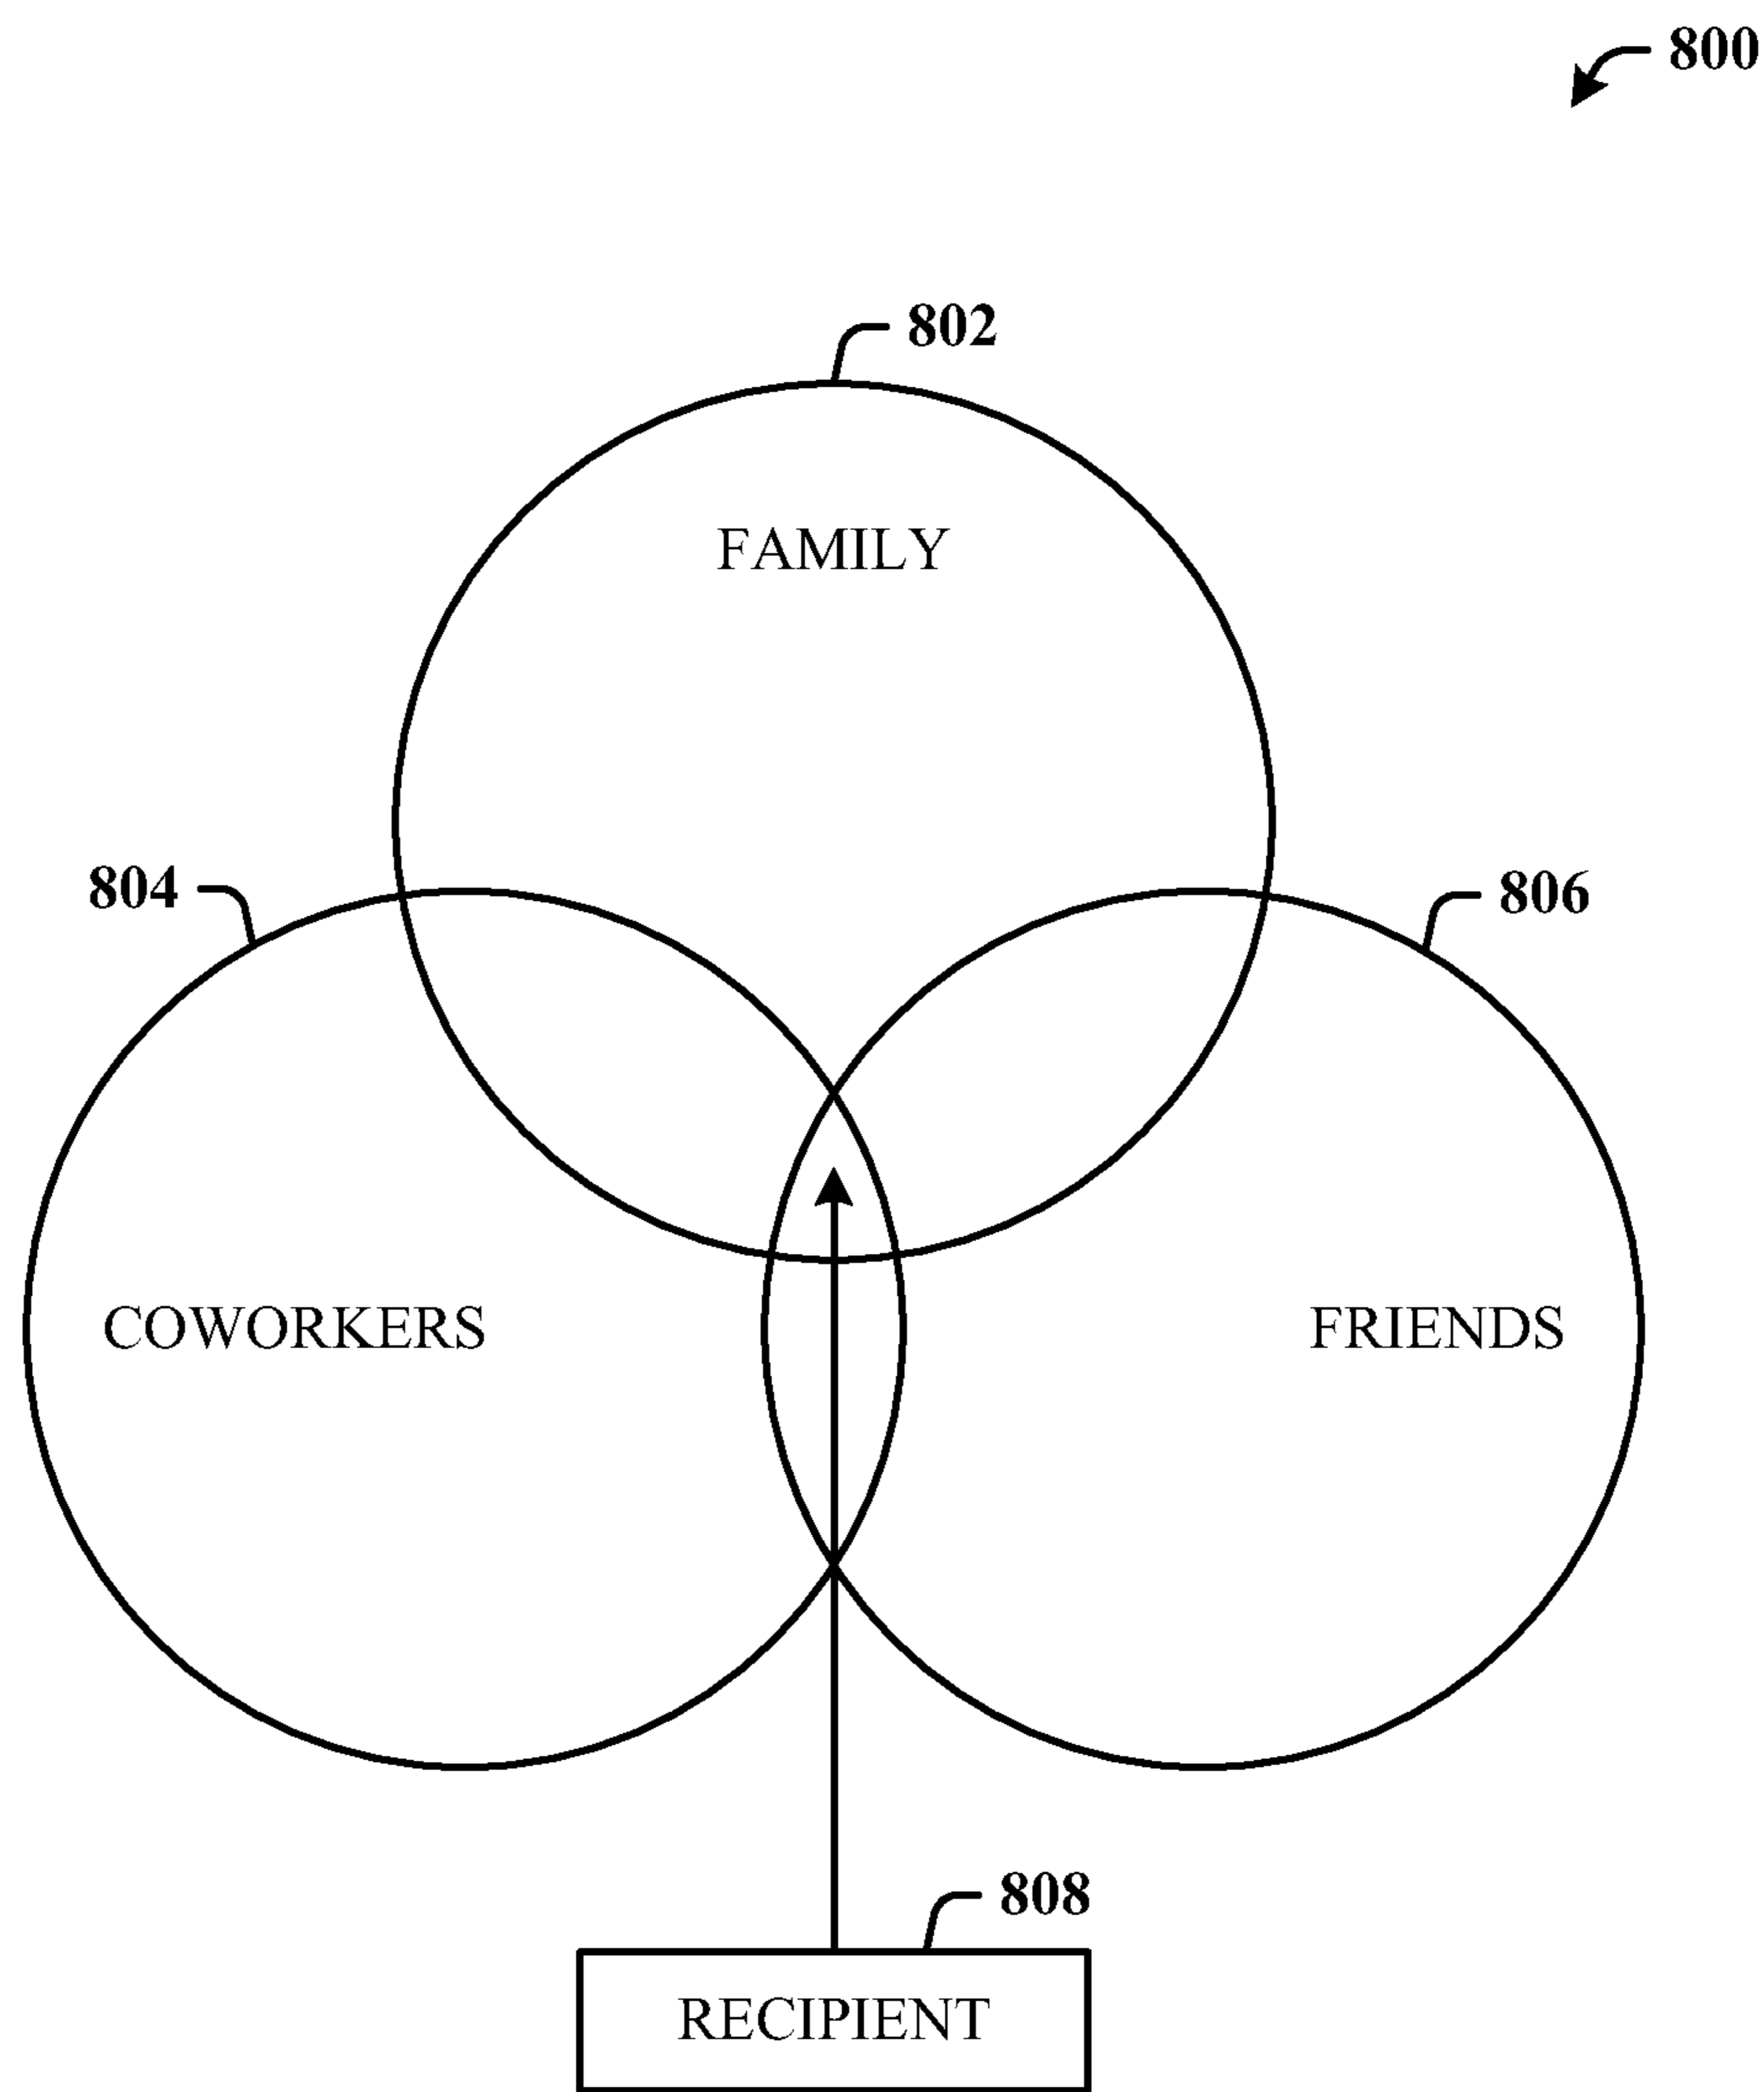 800
802
FAMILY
804
806
COWORKERS
FRIENDS
808
RECIPIENT